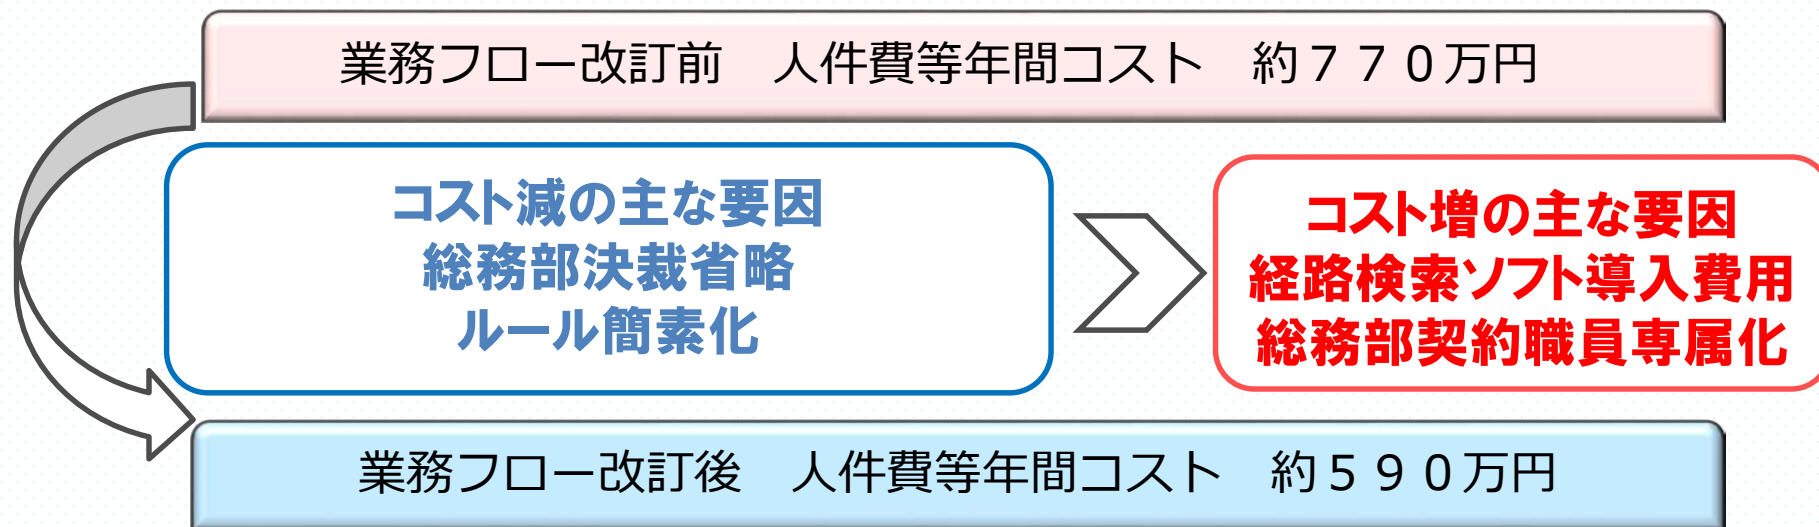 業務フロー改訂前　人件費等年間コスト　約７７０万円
コスト減の主な要因
総務部決裁省略
ルール簡素化
コスト増の主な要因
経路検索ソフト導入費用
総務部契約職員専属化
業務フロー改訂後　人件費等年間コスト　約５９０万円